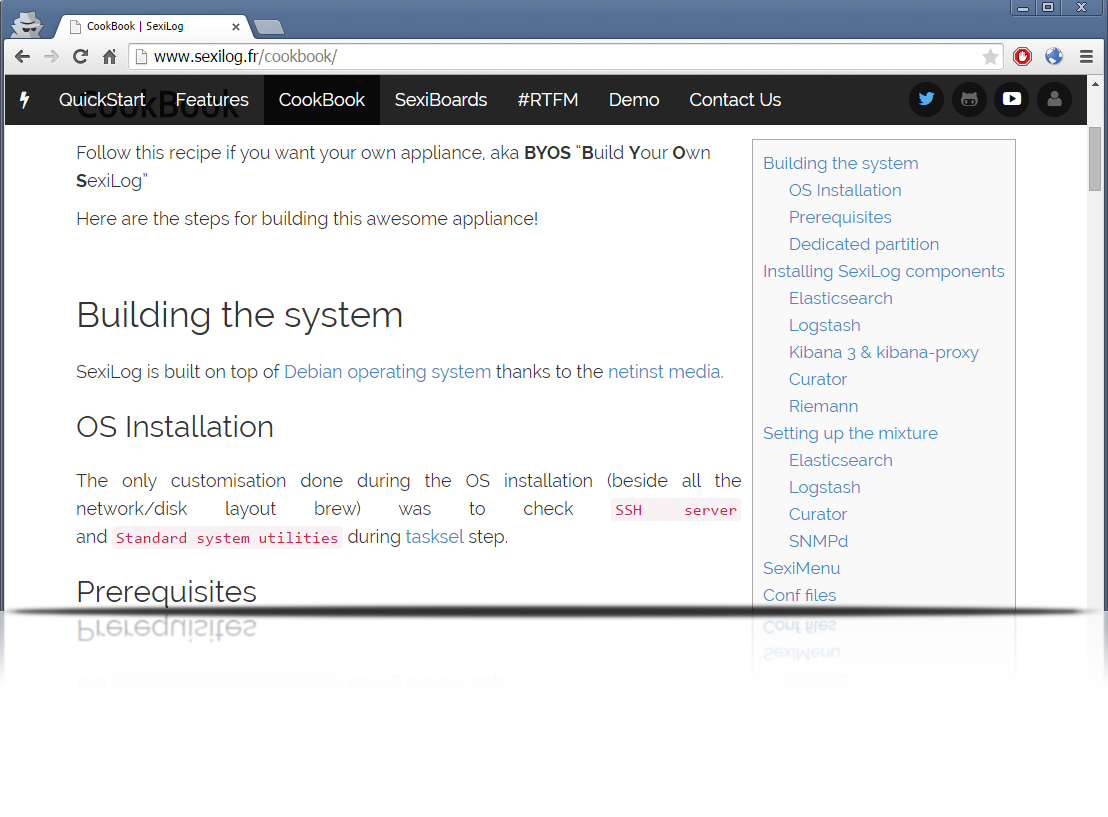 CookBook | SexiLog
www.sexilog.fr/cookbook/
QuickStart Features CookBook SexiBoards #RTFM Demo Contact Us
CookBook
Follow this recipe if you want your own appliance, aka BYOS “Build Your Own
SexiLog”
Here are the steps for building this awesome appliance!
Building the system
SexiLog is built on top of Debian operating system thanks to the netinst media.
OS Installation
The only customisation done during the OS installation (beside all the
network/disk layout brew) was to check SSH server
and Standard system utilities during tasksel step.
Prerequisites
Building the system
OS Installation
Prerequisites
Dedicated partition
Installing SexiLog components
Elasticsearch
Logstash
Kibana 3 & kibana-proxy
Curator
Riemann
Setting up the mixture
Elasticsearch
Logstash
Curator
SNMPd
SexiMenu
Conf files